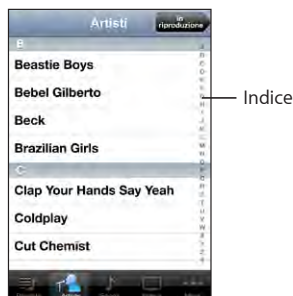 Artisti
In riproduzione
B
Beastie Boys
Bebel Gilberto
Indice
Beck
Brazilian Girls
C
Clap Your Hands Say Yeah
Coldplay
Cut Chemist
Artisti